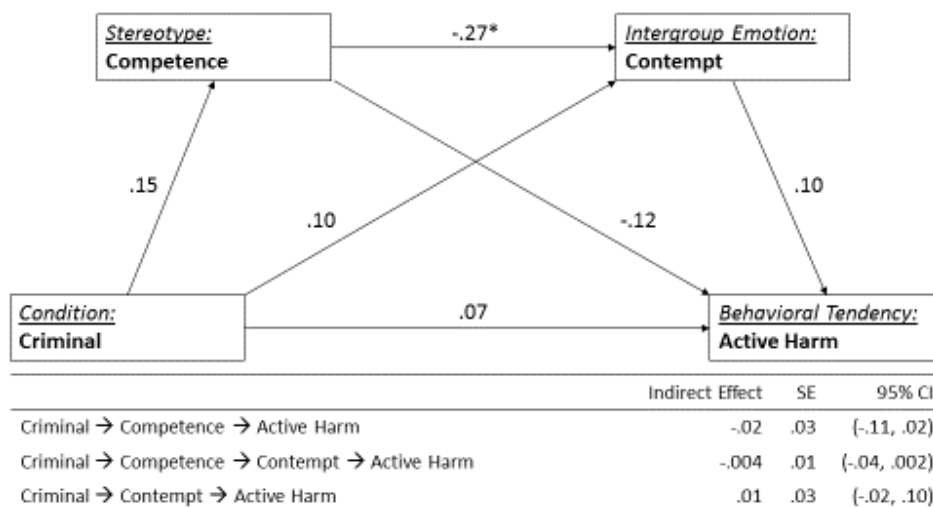 Stereotype:
Competence
-.27*
Intergroup Emotion:
Contempt
.15
.10
-.12
.10
Condition:
Criminal
.07
Behavioral Tendency:
Active Harm
Indirect Effect SE 95% CI
Criminal → Competence → Active Harm -.02 .03 (-.11, .02)
Criminal → Competence → Contempt → Active Harm -.004 .01 (-.04, .002)
Criminal → Contempt → Active Harm .01 .03 (-.02, .10)